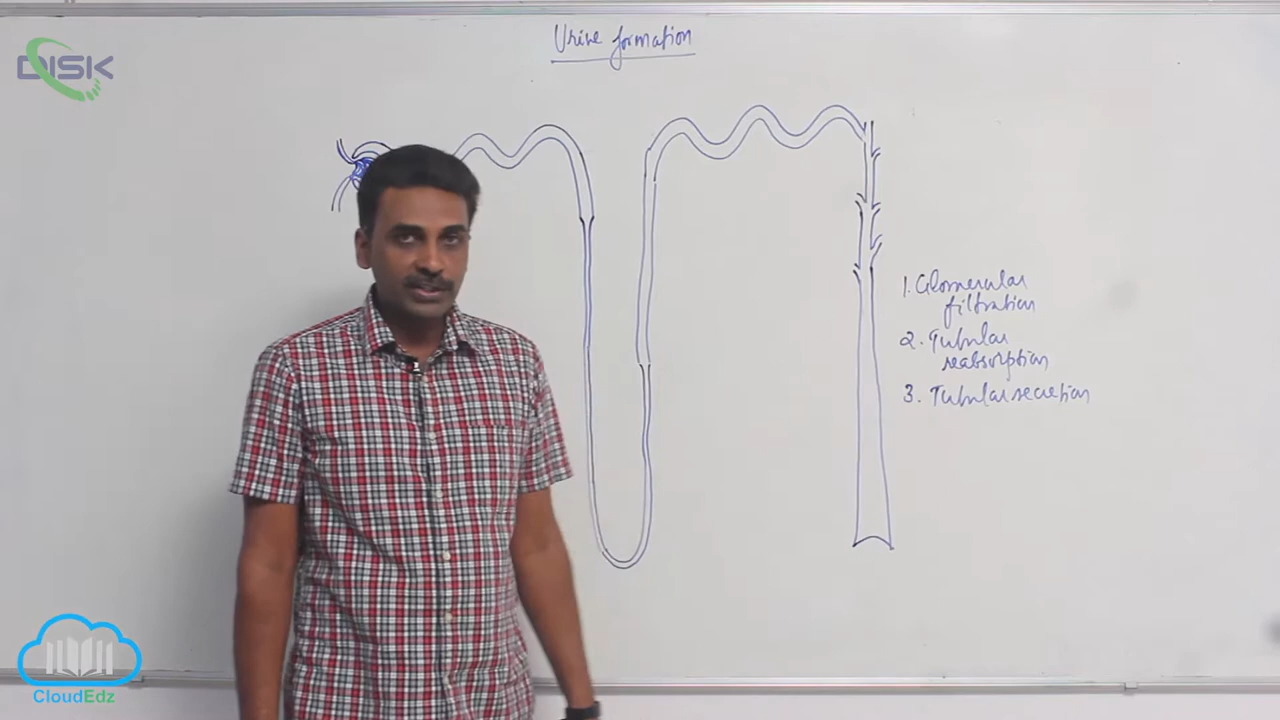 DISK
Urine formation
1. Glomerular
filtration
2. Tubular
reabsorption
3. Tubular secretion
CloudEdz